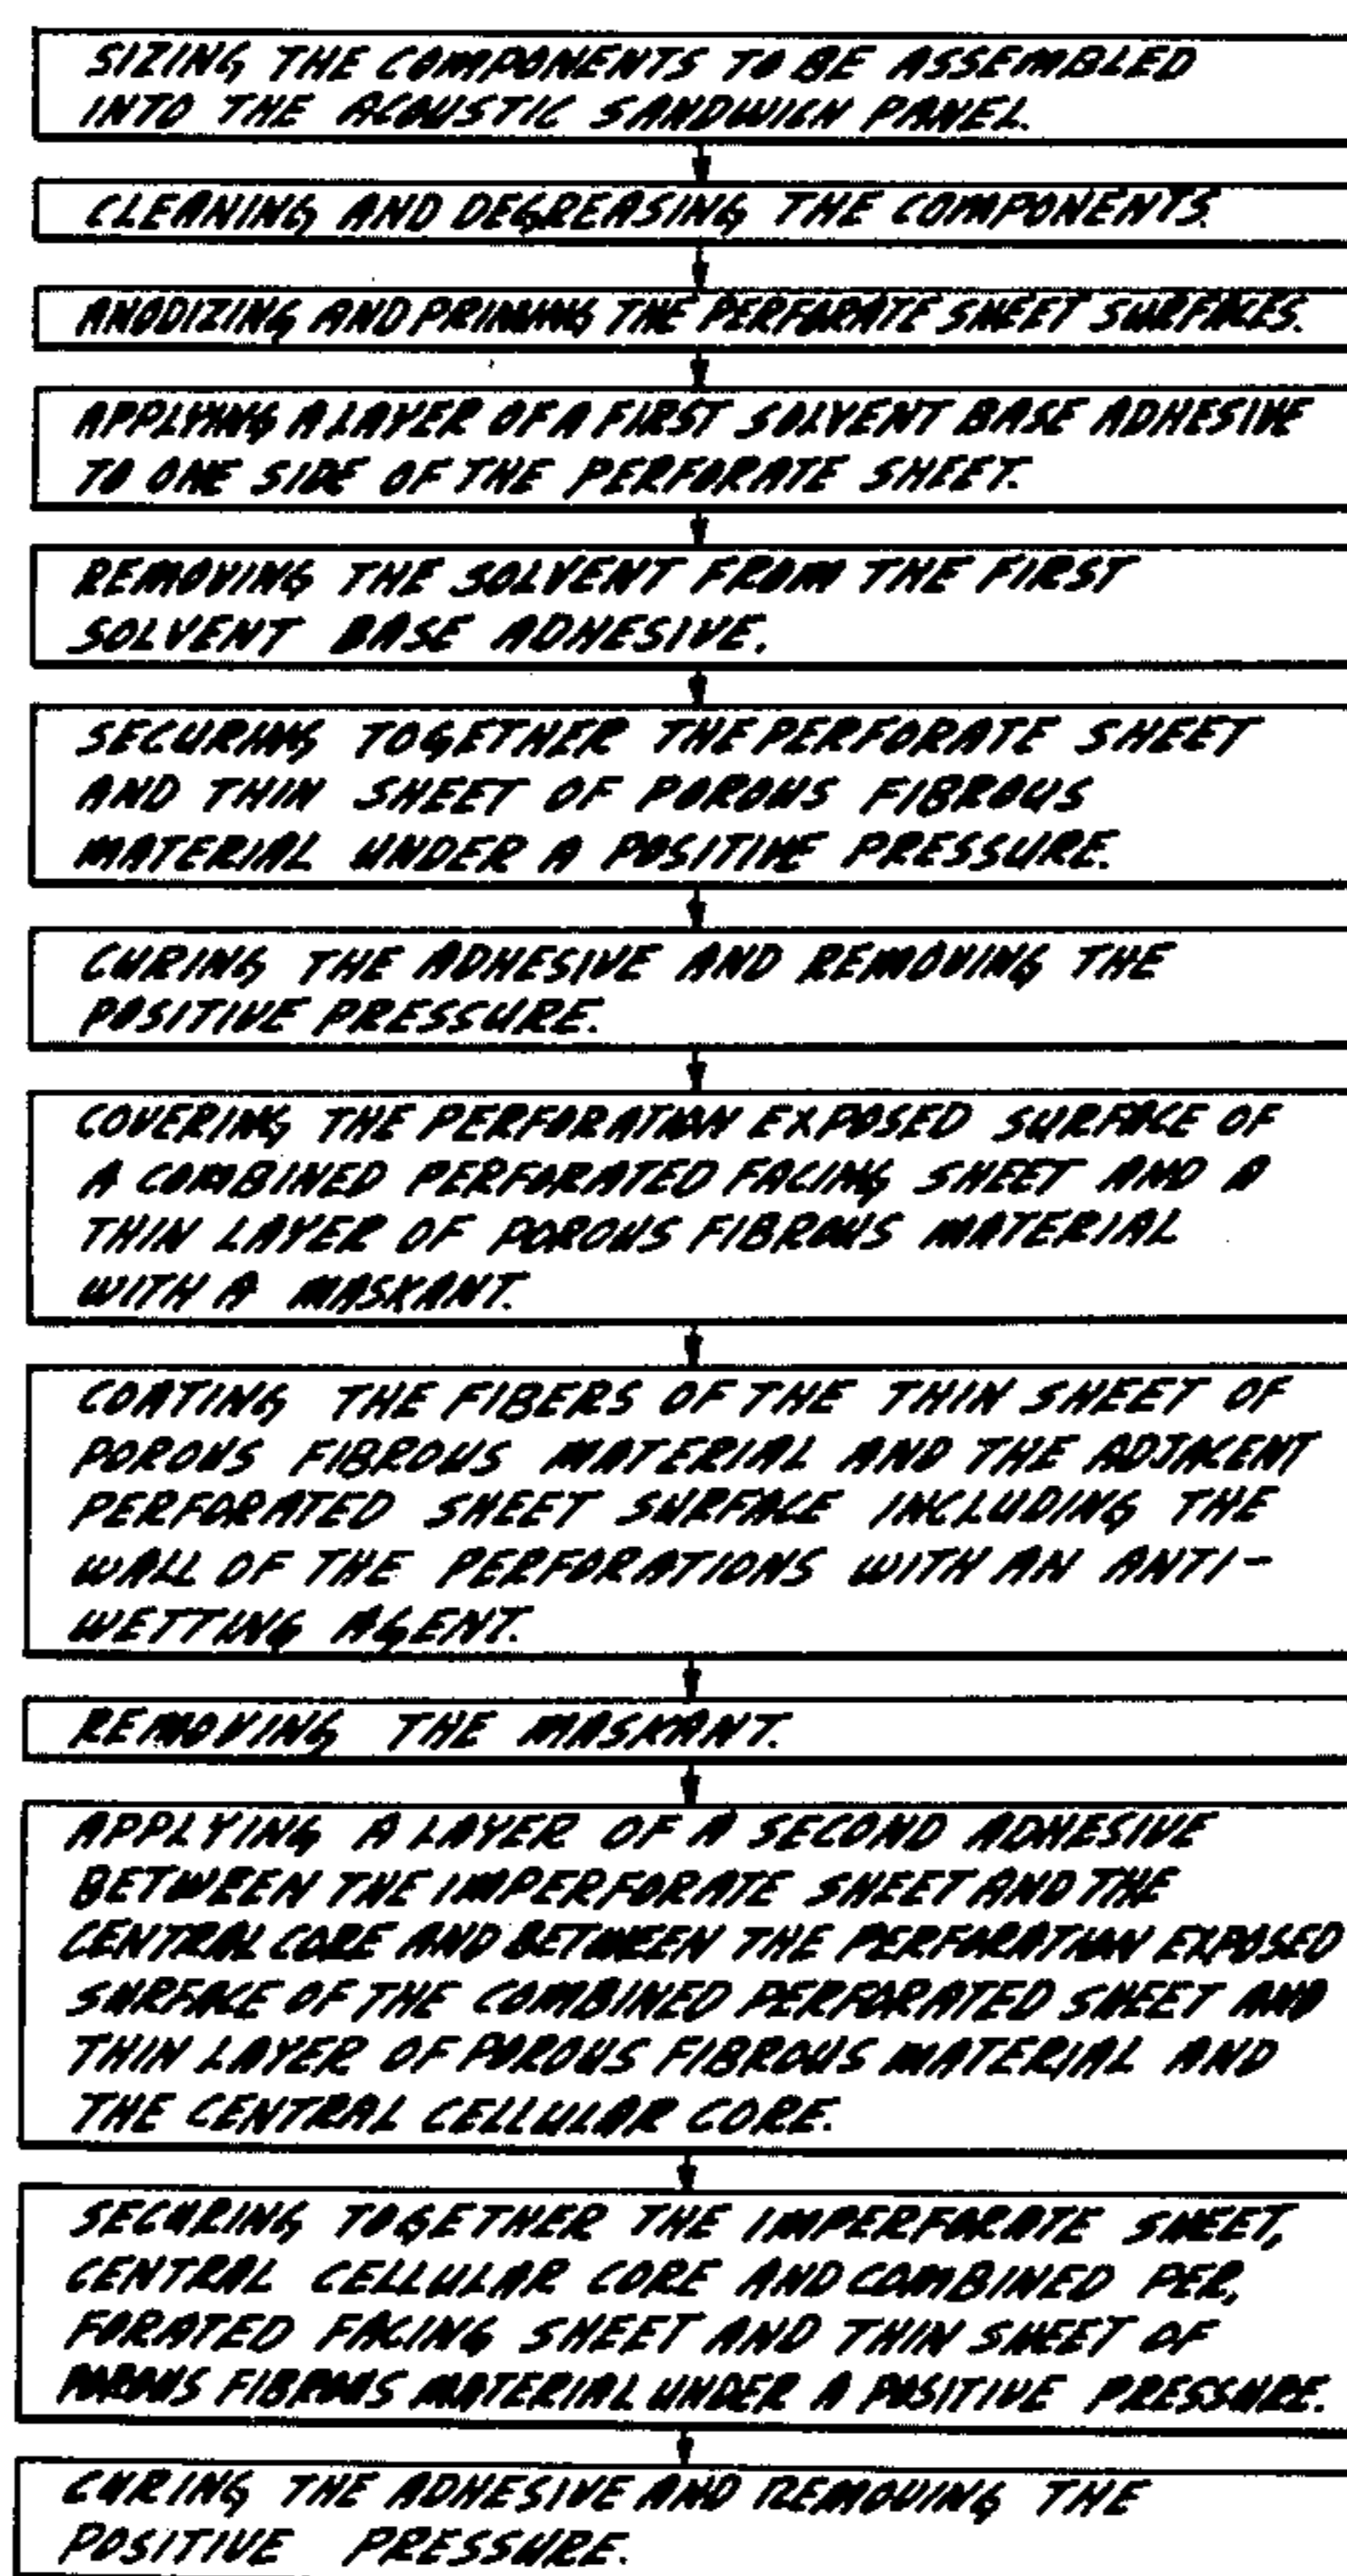 SIZING THE COMPONENTS TO BE ASSEMBLED
INTO THE ACOUSTIC SANDWICH PANEL.
CLEANING AND DEGREASING THE COMPONENTS.
ANODIZING AND PRIMING THE PERFORATE SHEET SURFACES.
APPLYING A LAYER OF A FIRST SOLVENT BASE ADHESIVE
TO ONE SIDE OF THE PERFORATE SHEET.
REMOVING THE SOLVENT FROM THE FIRST
SOLVENT BASE ADHESIVE.
SECURING TOGETHER THE PERFORATE SHEET
AND THIN SHEET OF POROUS FIBROUS
MATERIAL UNDER A POSITIVE PRESSURE.
CURING THE ADHESIVE AND REMOVING THE
POSITIVE PRESSURE.
COVERING THE PERFORATION EXPOSED SURFACE OF
A COMBINED PERFORATED FACING SHEET AND A
THIN LAYER OF POROUS FIBROUS MATERIAL
WITH A MASKANT.
COATING THE FIBERS OF THE THIN SHEET OF
POROUS FIBROUS MATERIAL AND THE ADJACENT
PERFORATED SHEET SURFACE INCLUDING THE
WALL OF THE PERFORATIONS WITH AN ANTI-
WETTING AGENT.
REMOVING THE MASKANT.
APPLYING A LAYER OF A SECOND ADHESIVE
BETWEEN THE IMPERFORATE SHEET AND THE
CENTRAL CORE AND BETWEEN THE PERFORATION EXPOSED
SURFACE OF THE COMBINED PERFORATED SHEET AND
THIN LAYER OF POROUS FIBROUS MATERIAL AND
THE CENTRAL CELLULAR CORE.
SECURING TOGETHER THE IMPERFORATE SHEET,
CENTRAL CELLULAR CORE AND COMBINED PER,
FORATED FACING SHEET AND THIN SHEET OF
POROUS FIBROUS MATERIAL UNDER A POSITIVE PRESSURE.
CURING THE ADHESIVE AND REMOVING THE
POSITIVE PRESSURE.